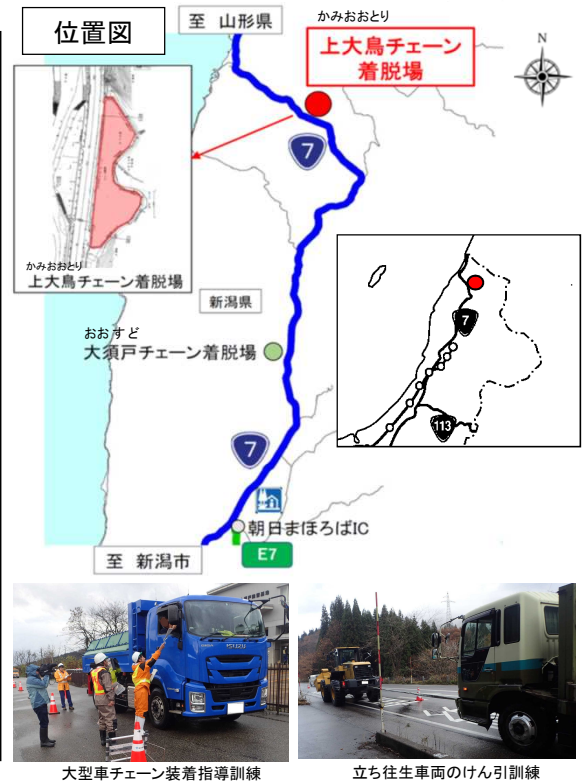 位置図
至 山形県
かみおおとり
上大鳥チェーン
着脱場
N
7
かみおおとり
上大鳥チェーン着脱場
新潟県
おおすど
大須戸チェーン着脱場
7
113
7
朝日まほろばIC
E7
至 新潟市
ISUZU
大型車チェーン装着指導訓練
立ち往生車両のけん引訓練